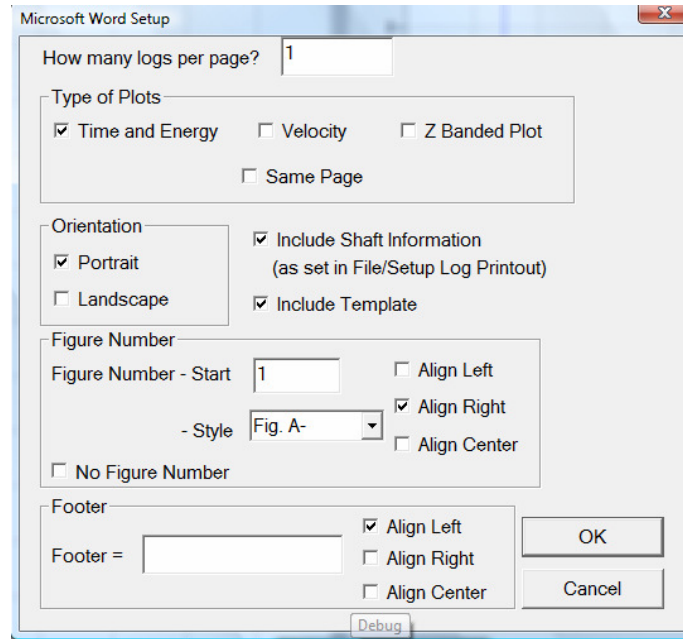 Microsoft Word Setup
X
How many logs per page? 1
Type of Plots
Time and Energy Velocity Z Banded Plot
Same Page
Orientation
Portrait
Landscape
Include Shaft Information
(as set in File/Setup Log Printout)
Include Template
Figure Number
Figure Number - Start 1
- Style Fig. A-
Align Left
Align Right
Align Center
No Figure Number
Footer
Footer =
Align Left
Align Right
Align Center
OK
Cancel
Debug